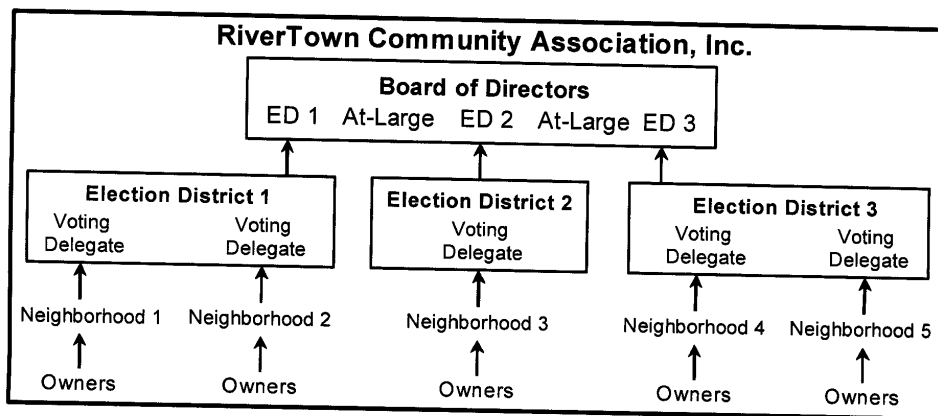 RiverTown Community Association, Inc.
Board of Directors
ED 1 At-Large ED 2 At-Large ED 3
Election District 1
Voting Delegate
Voting Delegate
Election District 2
Voting Delegate
Election District 3
Voting Delegate
Voting Delegate
Neighborhood 1
Neighborhood 2
Neighborhood 3
Neighborhood 4
Neighborhood 5
Owners
Owners
Owners
Owners
Owners